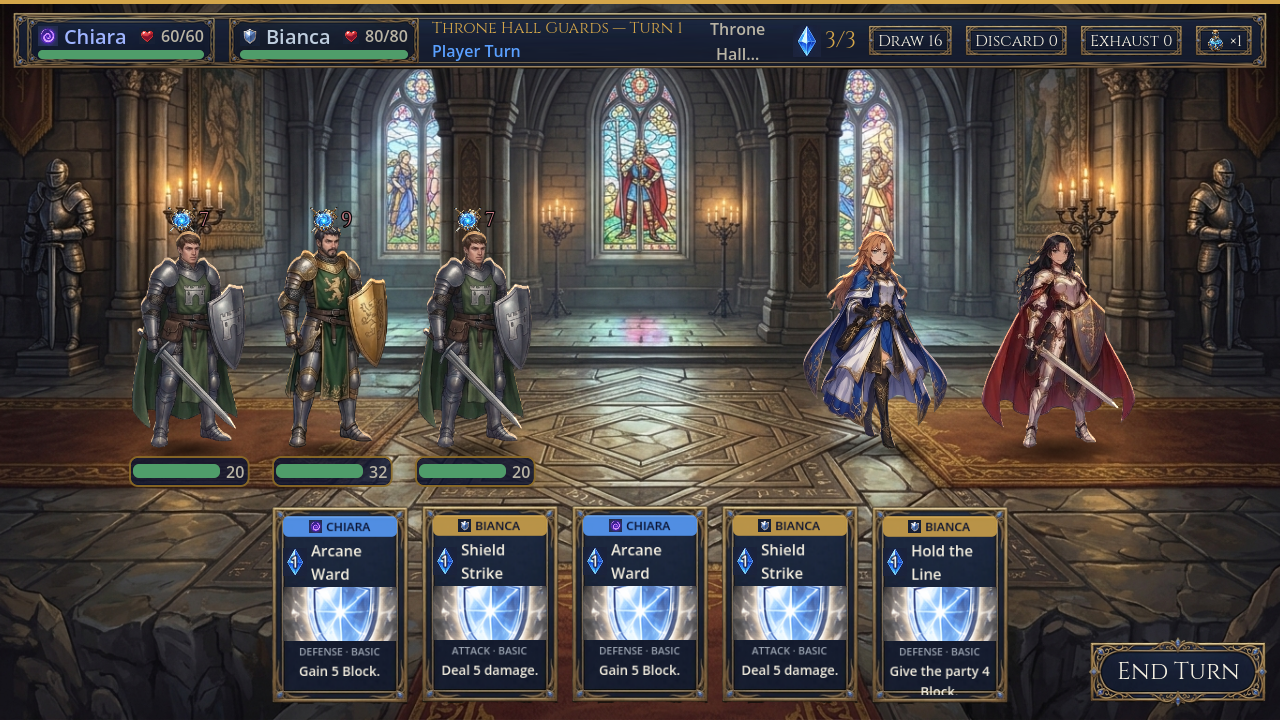 Chiara 60/60
Bianca 80/80
THRONE HALL GUARDS — TURN 1
Player Turn
Throne
Hall...
3/3
DRAW 16
DISCARD 0
EXHAUST 0
×1
7
9
7
20
32
20
CHIARA
1
Arcane
Ward
DEFENSE · BASIC
Gain 5 Block.
BIANCA
1
Shield
Strike
ATTACK · BASIC
Deal 5 damage.
CHIARA
1
Arcane
Ward
DEFENSE · BASIC
Gain 5 Block.
BIANCA
1
Shield
Strike
ATTACK · BASIC
Deal 5 damage.
BIANCA
1
Hold the
Line
DEFENSE · BASIC
Give the party 4
Block.
END TURN